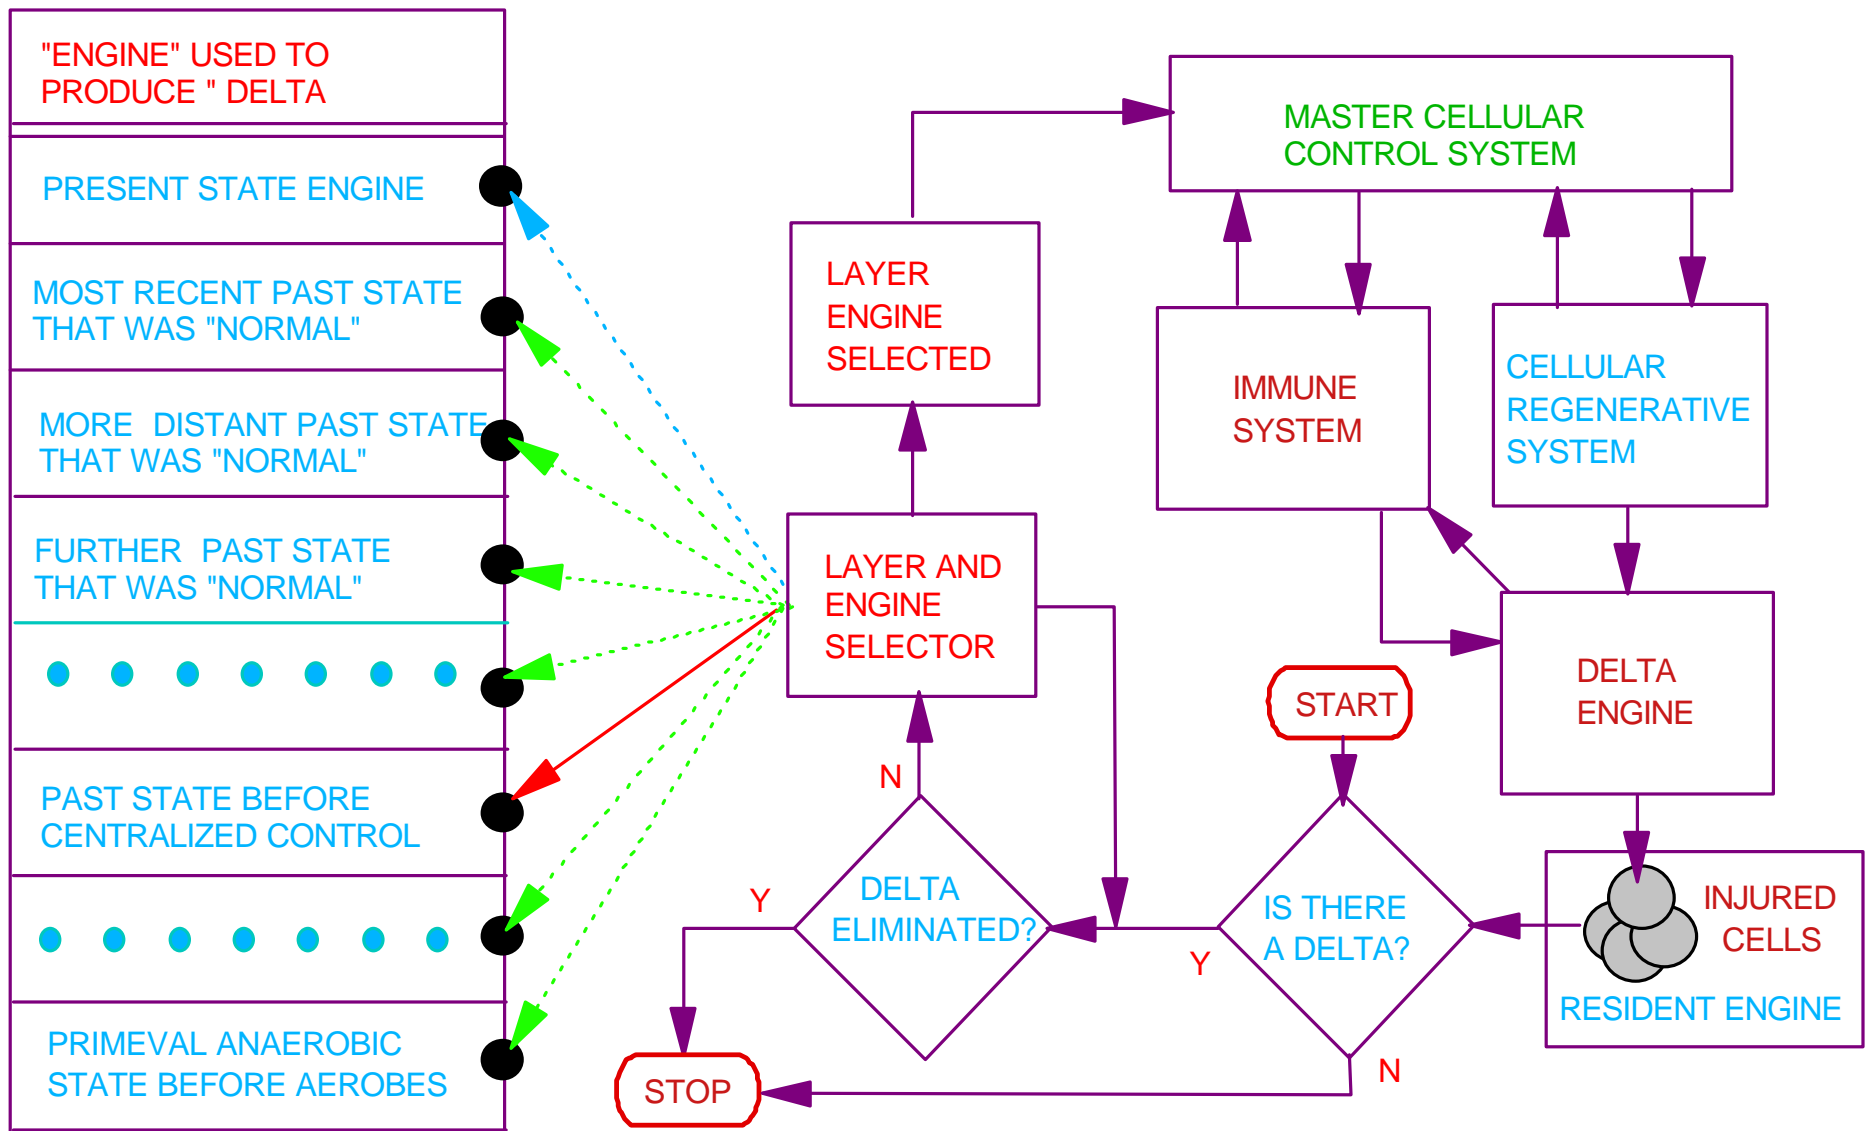 "ENGINE" USED TO
PRODUCE " DELTA
PRESENT STATE ENGINE
MOST RECENT PAST STATE
THAT WAS "NORMAL"
MORE DISTANT PAST STATE
THAT WAS "NORMAL"
FURTHER PAST STATE
THAT WAS "NORMAL"
PAST STATE BEFORE
CENTRALIZED CONTROL
PRIMEVAL ANAEROBIC
STATE BEFORE AEROBES
LAYER
ENGINE
SELECTED
LAYER AND
ENGINE
SELECTOR
N
DELTA
ELIMINATED?
Y
STOP
MASTER CELLULAR
CONTROL SYSTEM
IMMUNE
SYSTEM
CELLULAR
REGENERATIVE
SYSTEM
DELTA
ENGINE
START
IS THERE
A DELTA?
Y
N
INJURED
CELLS
RESIDENT ENGINE